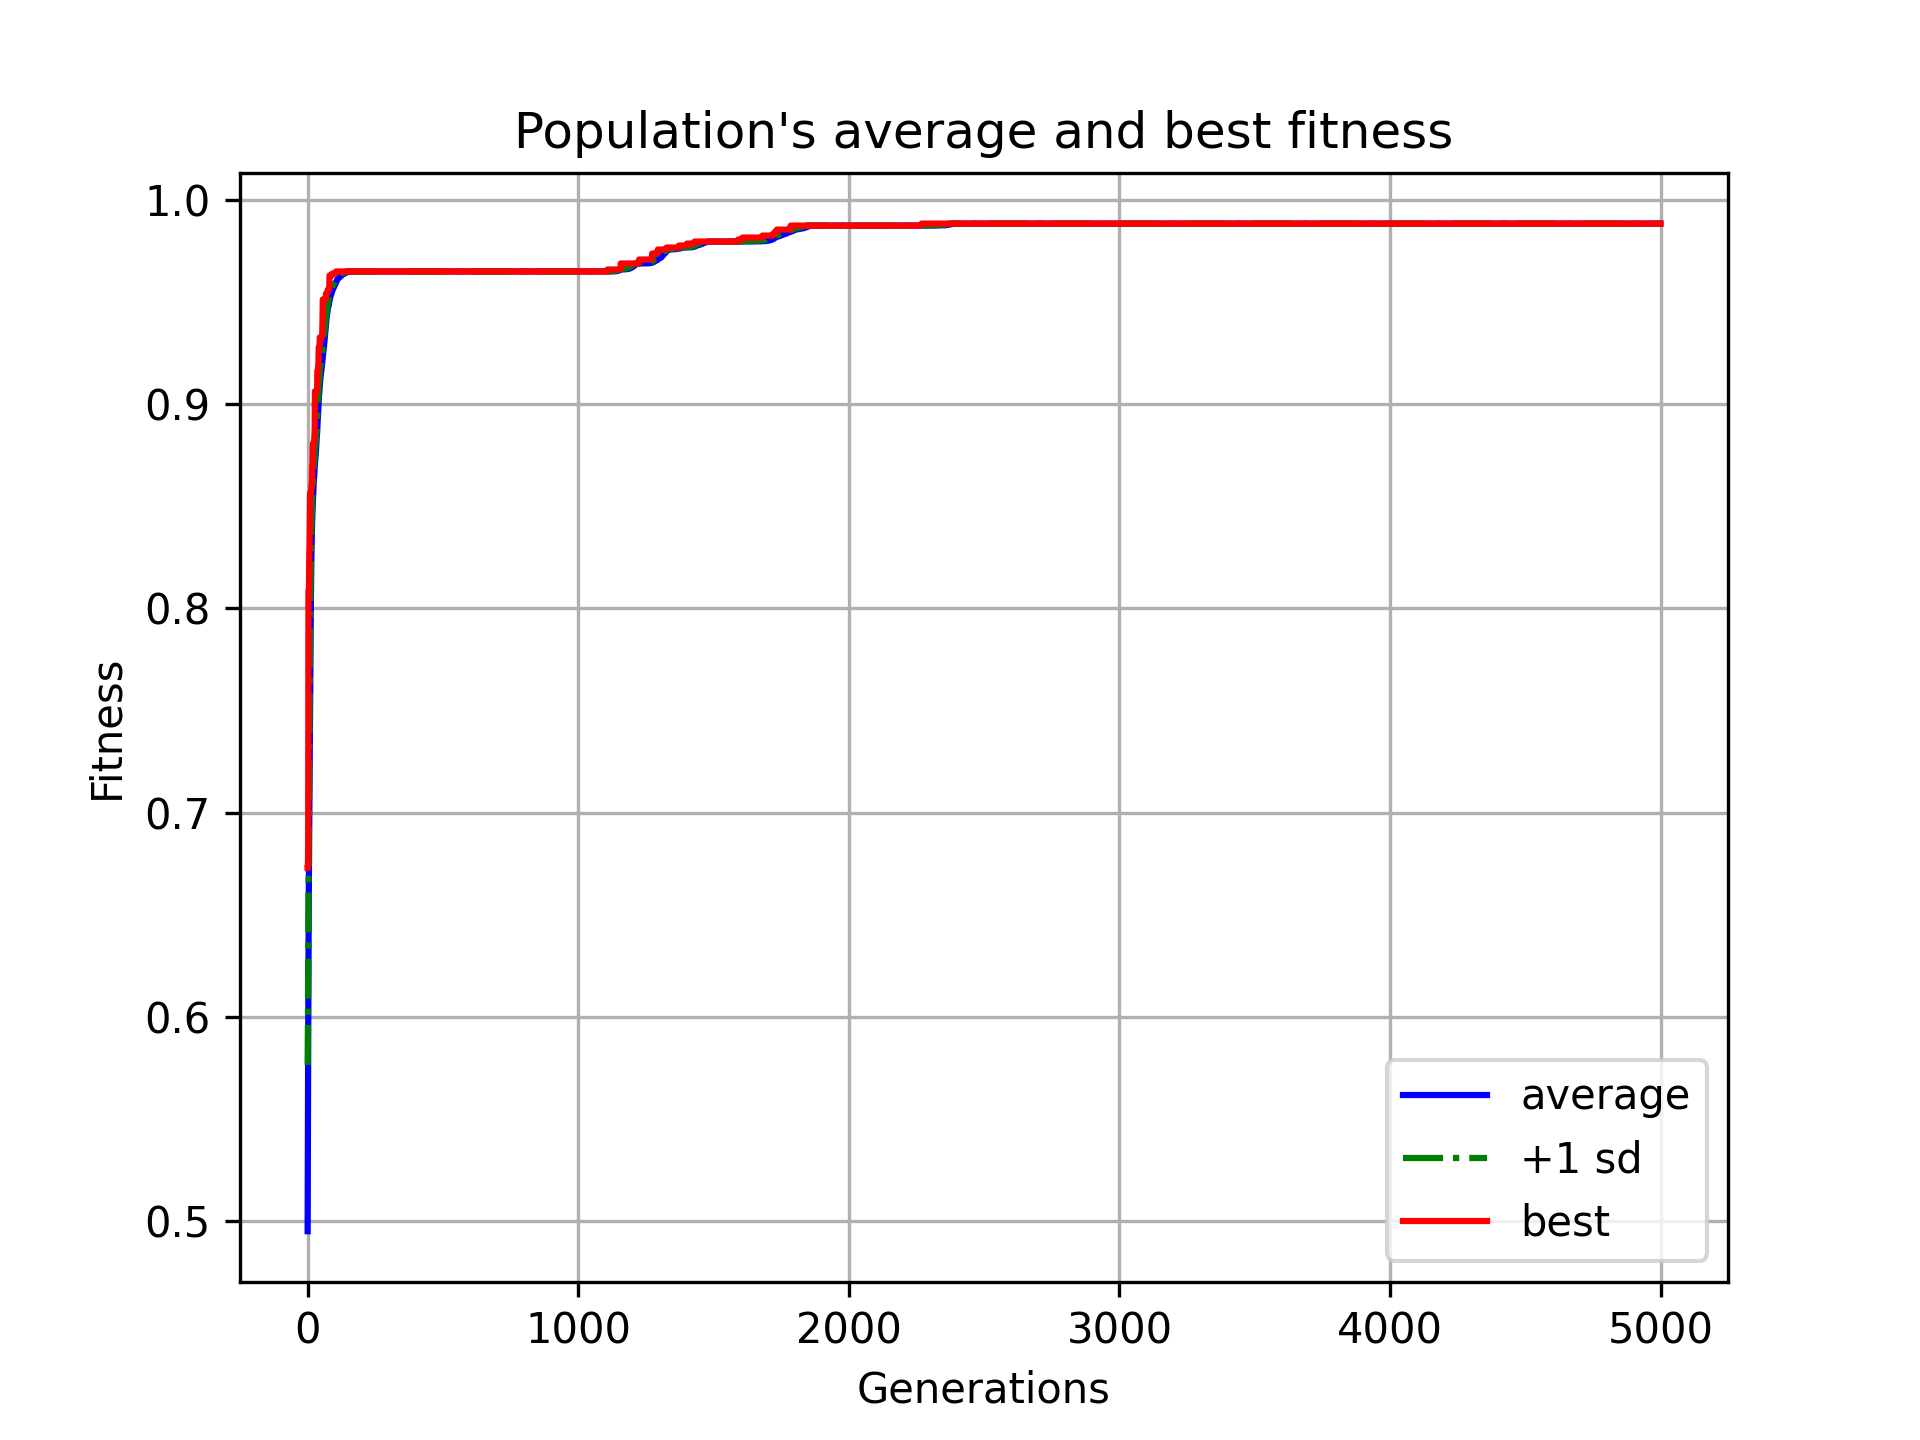 Population's average and best fitness
1.0
0.9
0.8
0.7
0.6
0.5
Fitness
average
+1 sd
best
0 1000 2000 3000 4000 5000
Generations